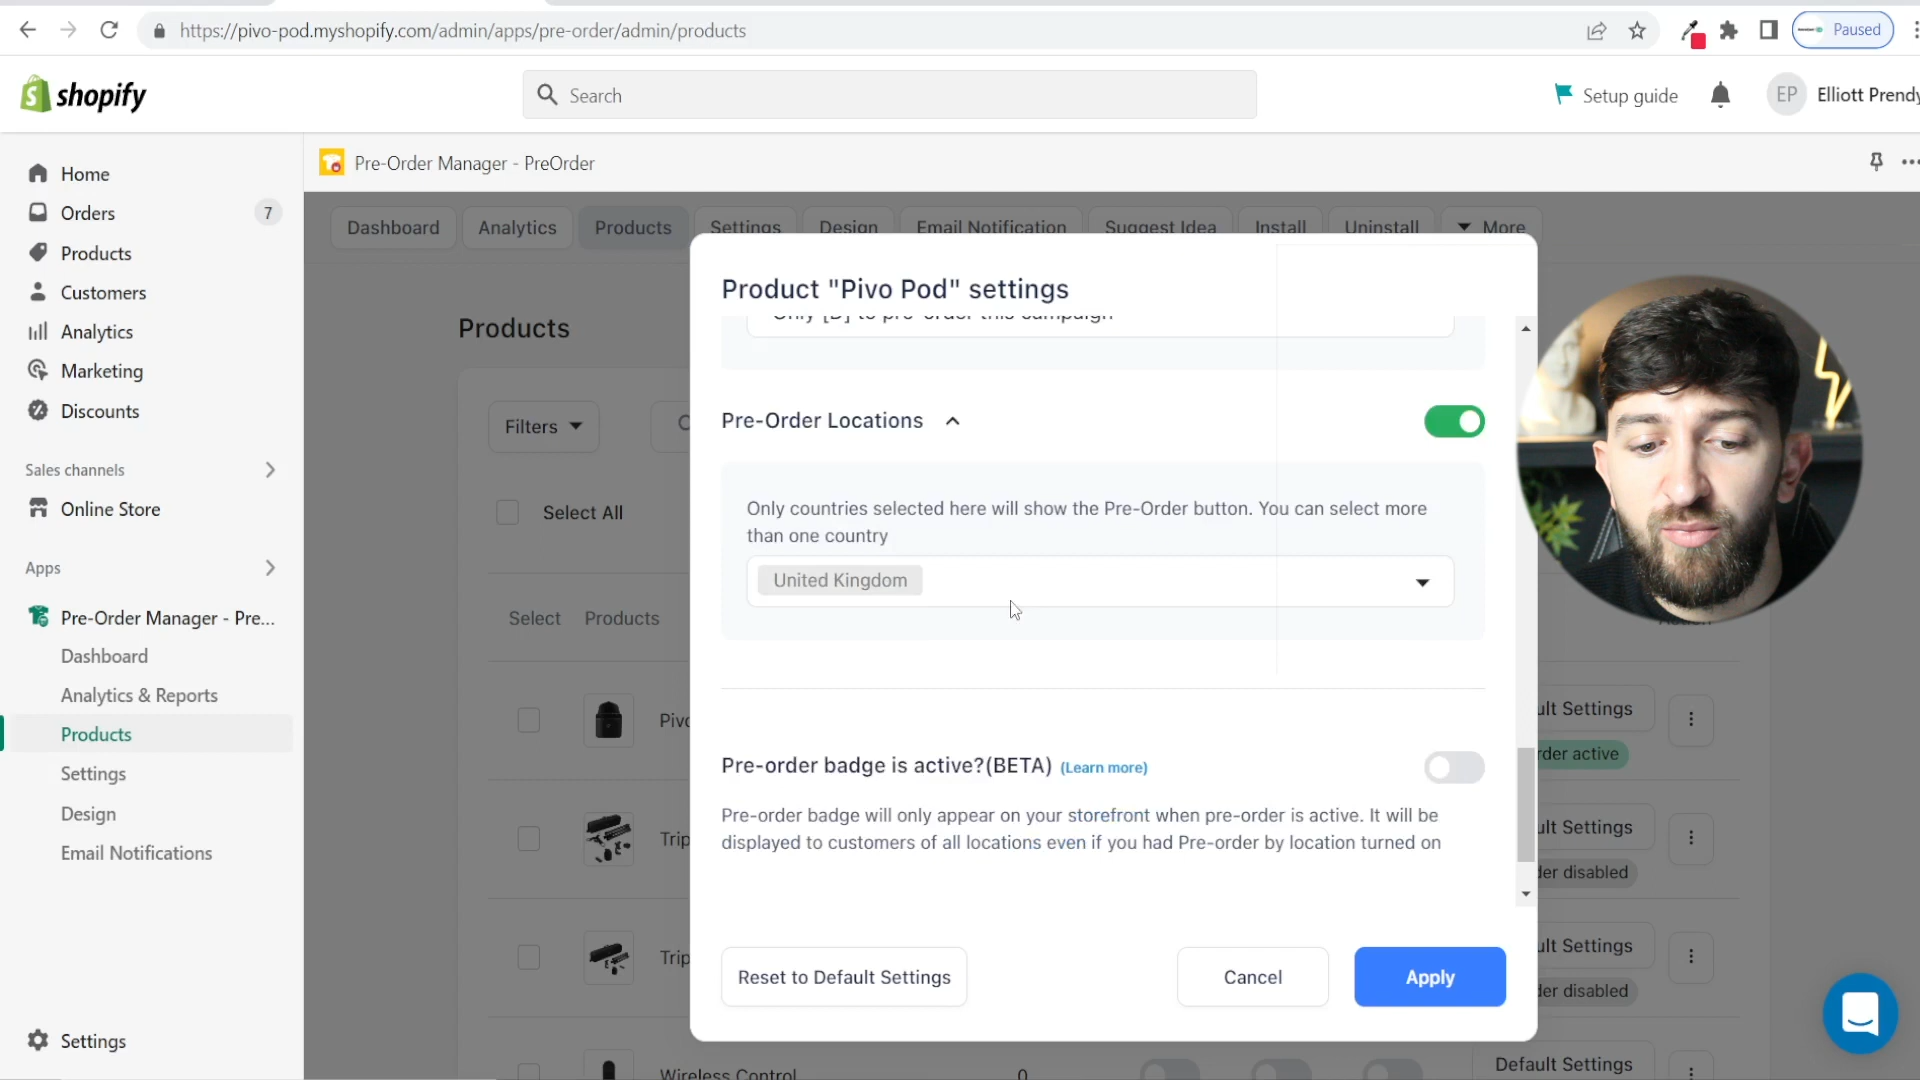 https://pivo-pod.myshopify.com/admin/apps/pre-order/admin/products
Paused
shopify
Search
Setup guide
EP
Elliott Prendy
Home
Orders
7
Products
Customers
Analytics
Marketing
Discounts
Sales channels
Online Store
Apps
Pre-Order Manager - Pre...
Dashboard
Analytics & Reports
Products
Settings
Design
Email Notifications
Settings
Pre-Order Manager - PreOrder
Dashboard
Analytics
Products
Settings
Design
Email Notification
Suggest Idea
Install
Uninstall
More
Products
Filters
Select All
Select
Products
Product "Pivo Pod" settings
Only [D] to pre-order this campaign
Pre-Order Locations
Only countries selected here will show the Pre-Order button. You can select more
than one country
United Kingdom
Pre-order badge is active?(BETA) (Learn more)
Pre-order badge will only appear on your storefront when pre-order is active. It will be
displayed to customers of all locations even if you had Pre-order by location turned on
Reset to Default Settings
Cancel
Apply
Wireless Control
0
Default Settings